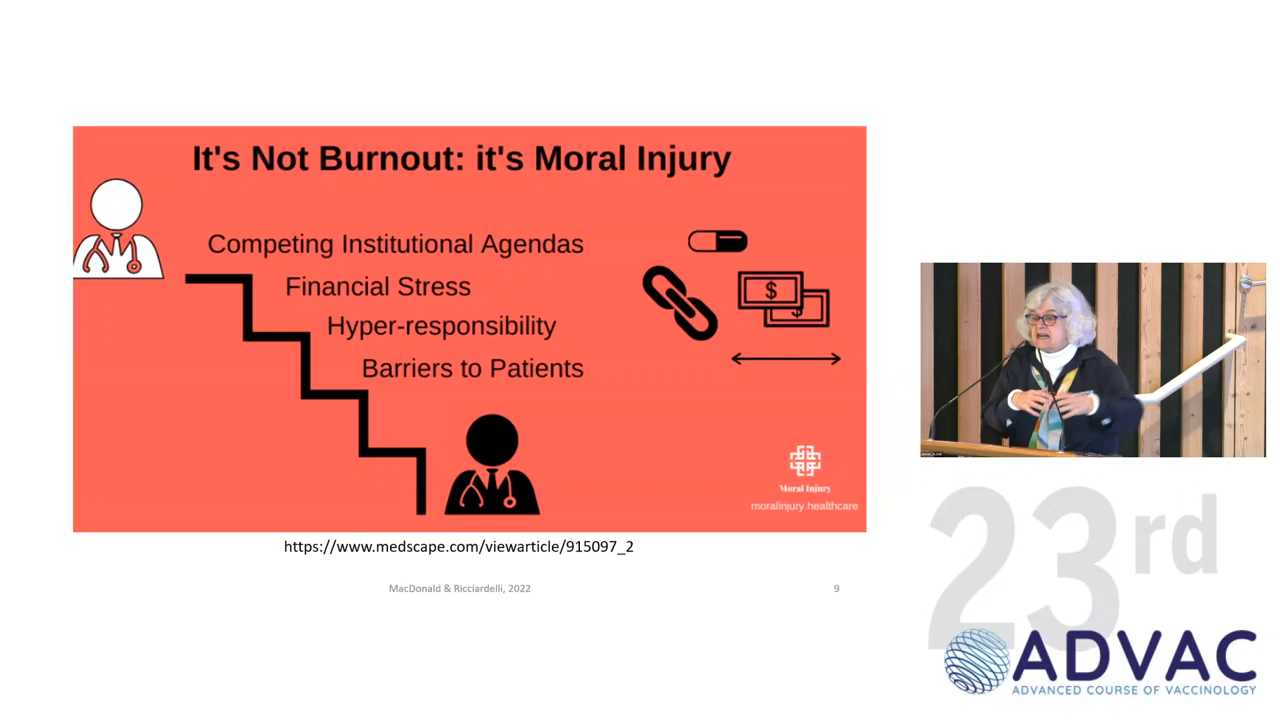 It's Not Burnout: it's Moral Injury
Competing Institutional Agendas
Financial Stress
Hyper-responsibility
Barriers to Patients
$
$
Moral Injury
moralinjury.healthcare
https://www.medscape.com/viewarticle/915097_2
MacDonald & Ricciardelli, 2022
9
23rd
ADVAC
ADVANCED COURSE OF VACCINOLOGY